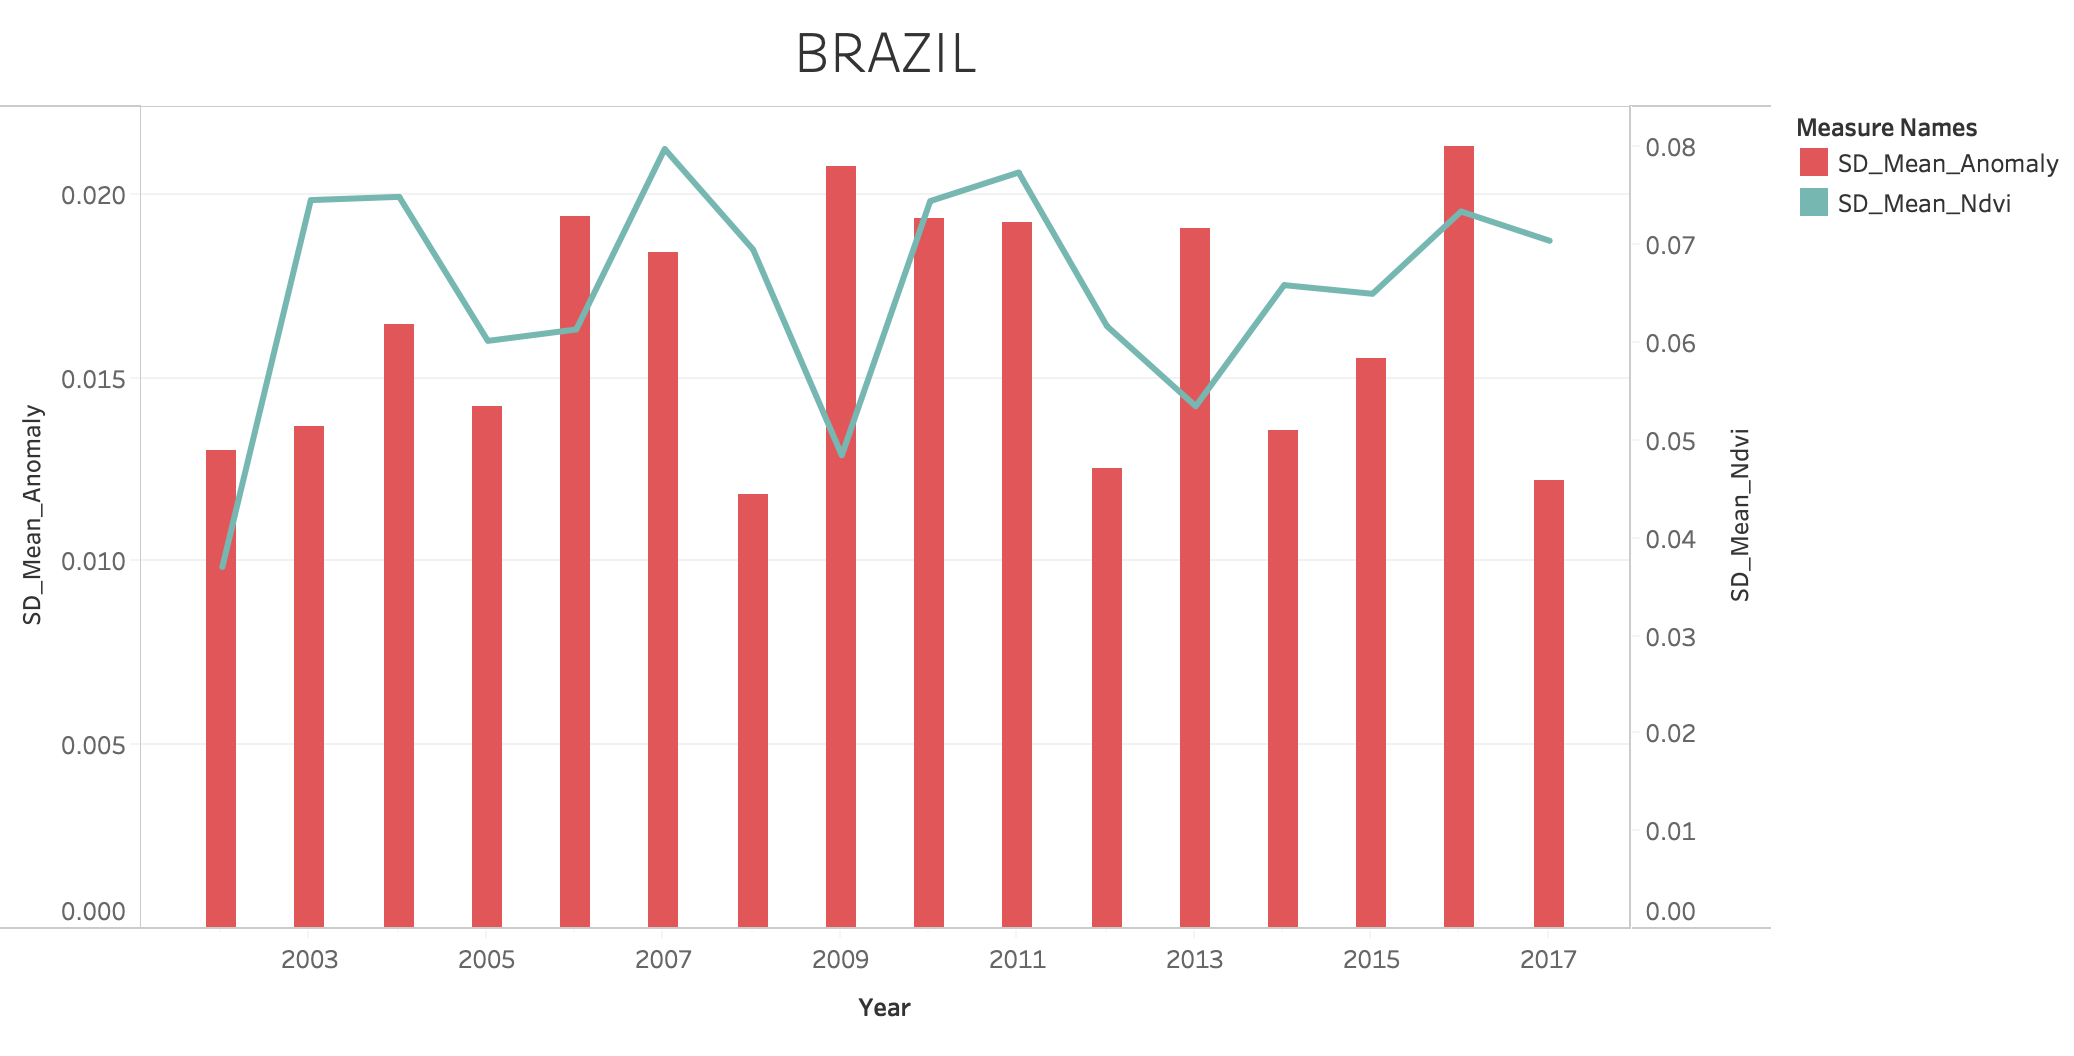 BRAZIL
Measure Names
SD_Mean_Anomaly
SD_Mean_Ndvi
SD_Mean_Anomaly
0.020
0.015
0.010
0.005
0.000
0.08
0.07
0.06
0.05
0.04
0.03
0.02
0.01
0.00
SD_Mean_Ndvi
2003 2005 2007 2009 2011 2013 2015 2017
Year